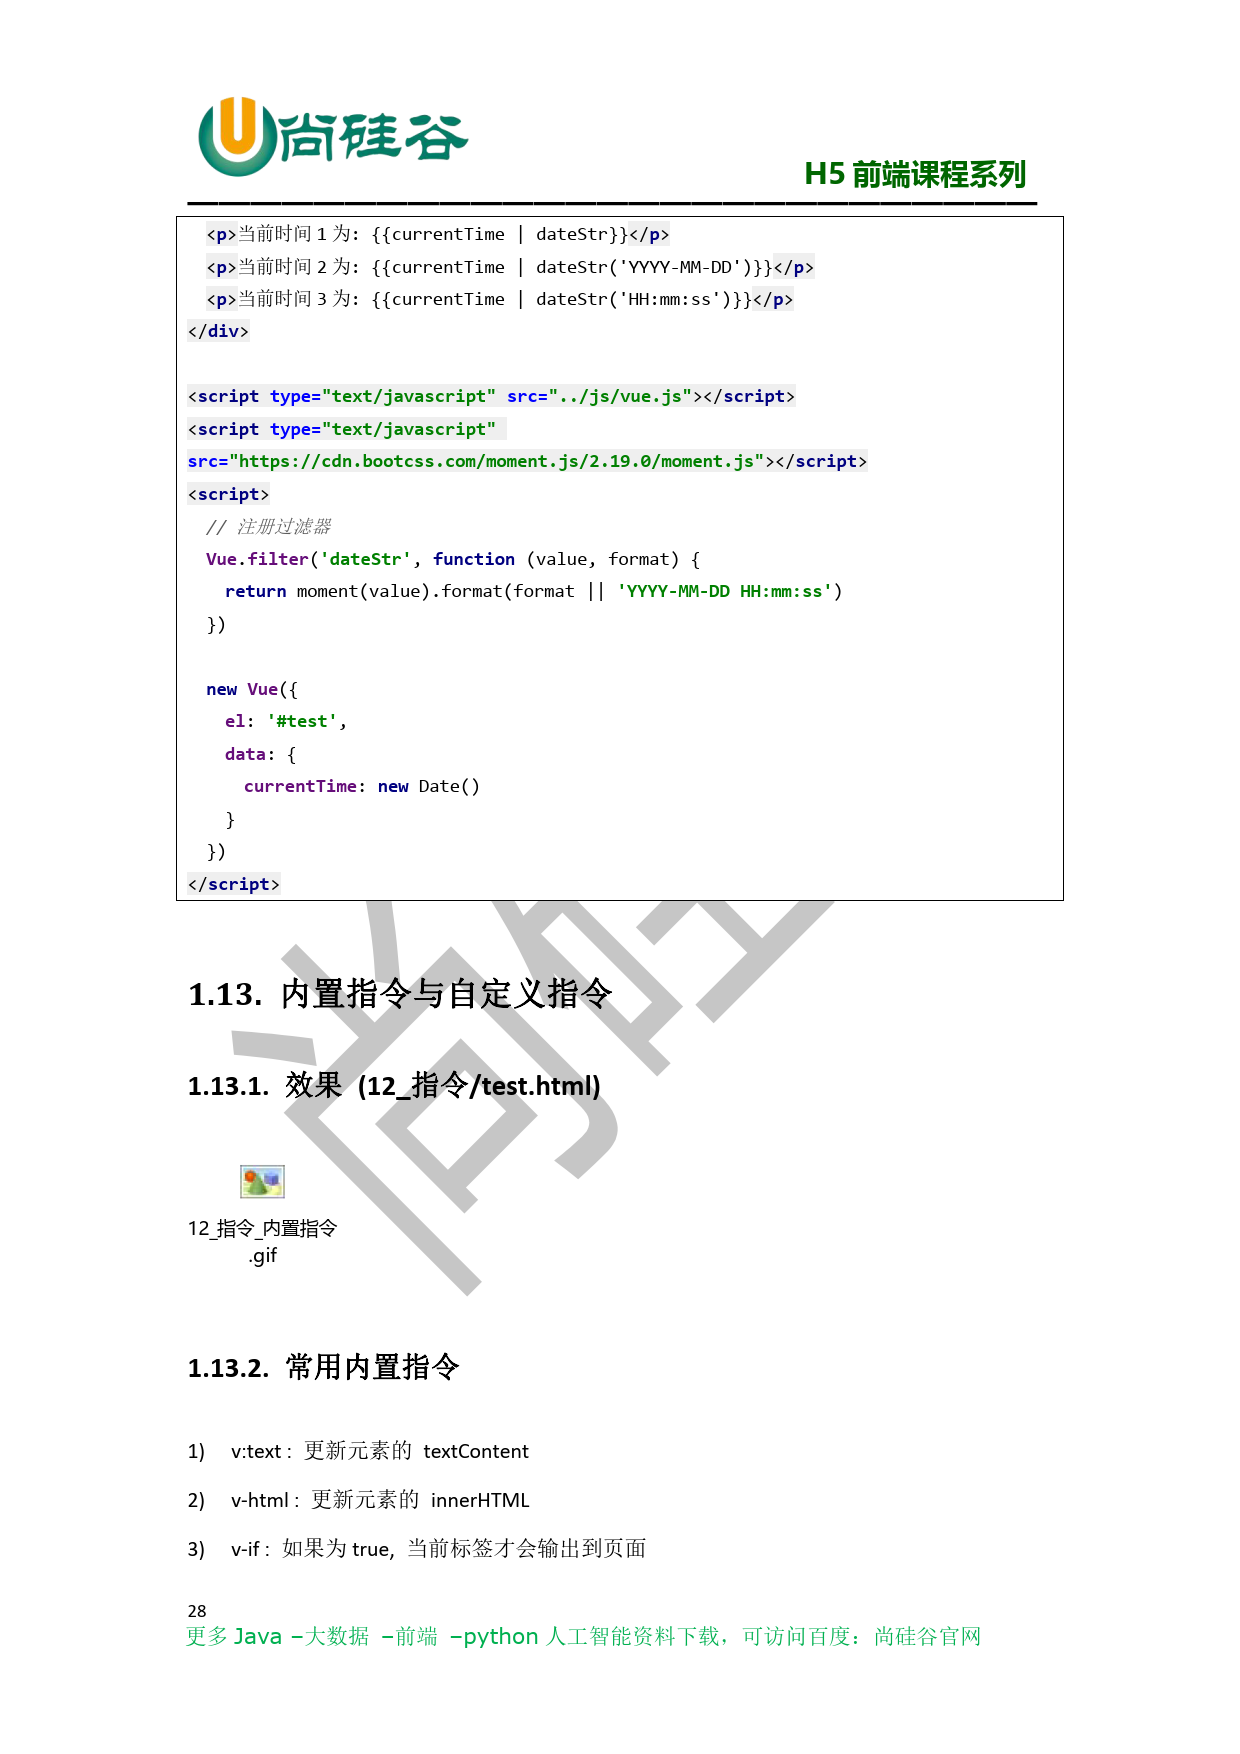 尚硅谷
H5 前端课程系列
<p>当前时间 1 为: {{currentTime | dateStr}}</p>
<p>当前时间 2 为: {{currentTime | dateStr('YYYY-MM-DD')}}</p>
<p>当前时间 3 为: {{currentTime | dateStr('HH:mm:ss')}}</p>
</div>
<script type="text/javascript" src="../js/vue.js"></script>
<script type="text/javascript"
src="https://cdn.bootcss.com/moment.js/2.19.0/moment.js"></script>
<script>
// 注册过滤器
Vue.filter('dateStr', function (value, format) {
return moment(value).format(format || 'YYYY-MM-DD HH:mm:ss')
})
new Vue({
el: '#test',
data: {
currentTime: new Date()
}
})
</script>
1.13. 内置指令与自定义指令
1.13.1. 效果 (12_指令/test.html)
12_指令_内置指令
.gif
1.13.2. 常用内置指令
1) v:text : 更新元素的 textContent
2) v-html : 更新元素的 innerHTML
3) v-if : 如果为 true, 当前标签才会输出到页面
28
更多 Java –大数据 –前端 –python 人工智能资料下载，可访问百度：尚硅谷官网
尚硅